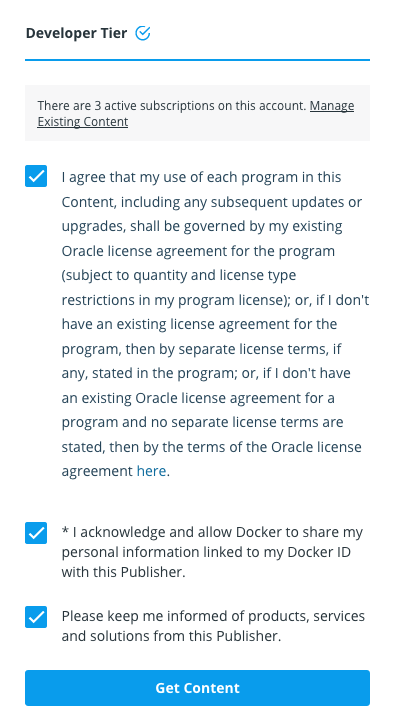 Developer Tier
There are 3 active subscriptions on this account. Manage
Existing Content
I agree that my use of each program in this
Content, including any subsequent updates or
upgrades, shall be governed by my existing
Oracle license agreement for the program
(subject to quantity and license type
restrictions in my program license); or, if I don't
have an existing license agreement for the
program, then by separate license terms, if
any, stated in the program; or, if I don't have
an existing Oracle license agreement for a
program and no separate license terms are
stated, then by the terms of the Oracle license
agreement here.
* I acknowledge and allow Docker to share my
personal information linked to my Docker ID
with this Publisher.
Please keep me informed of products, services
and solutions from this Publisher.
Get Content